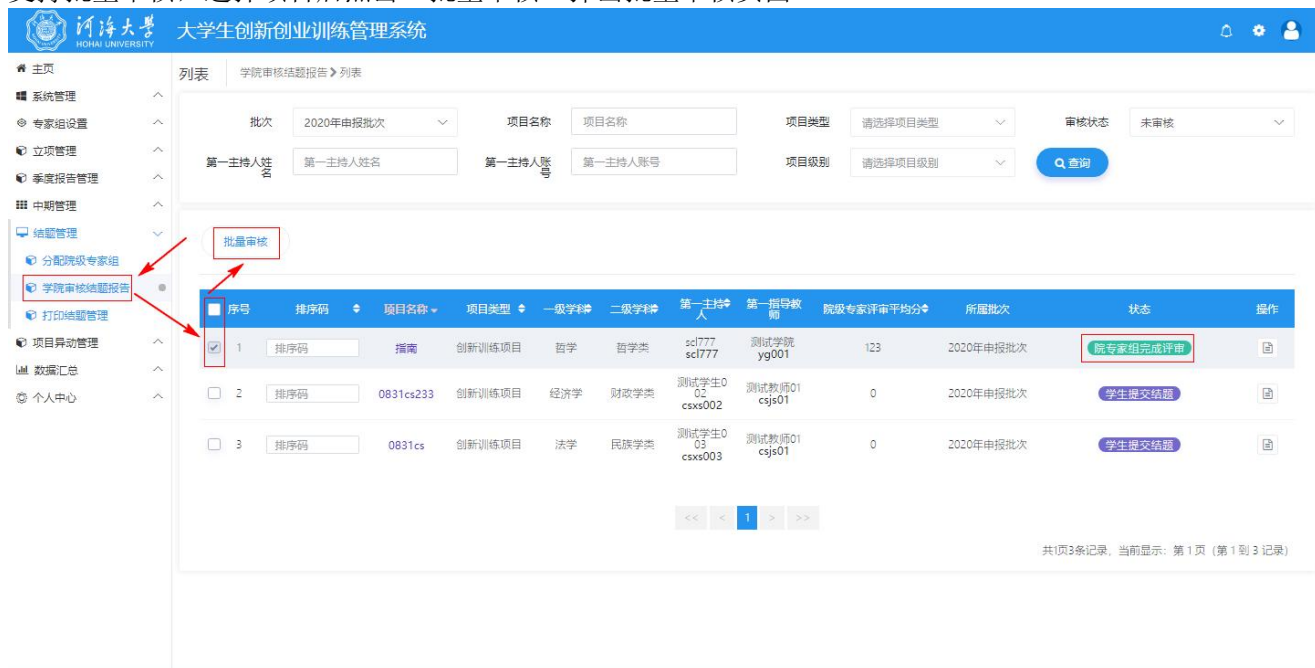 河海大学 大学生创新创业训练管理系统
HOHAI UNIVERSITY
主页
系统管理
专家组设置
立项管理
季度报告管理
中期管理
结题管理
分配院级专家组
学院审核结题报告
打印结题管理
项目异动管理
数据汇总
个人中心
列表 学院审核结题报告 > 列表
批次 2020年申报批次 项目名称 项目名称 项目类型 请选择项目类型 审核状态 未审核
第一主持人姓名 第一主持人姓名 第一主持人账号 第一主持人账号 项目级别 请选择项目级别 查询
批量审核
序号 排序码 项目名称 项目类型 一级学科 二级学科 第一主持人 第一指导教师 院级专家评审平均分 所属批次 状态 操作
1 排序码 指南 创新训练项目 哲学 哲学类 scl777 scl777 测试学院 yg001 123 2020年申报批次 院专家组完成评审
2 排序码 0831cs233 创新训练项目 经济学 财政学类 测试学生002 csxs002 测试教师01 csjs01 0 2020年申报批次 学生提交结题
3 排序码 0831cs 创新训练项目 法学 民族学类 测试学生003 csxs003 测试教师01 csjs01 0 2020年申报批次 学生提交结题
<< < 1 > >>
共1页3条记录, 当前显示: 第 1 页 (第 1 到 3 记录)